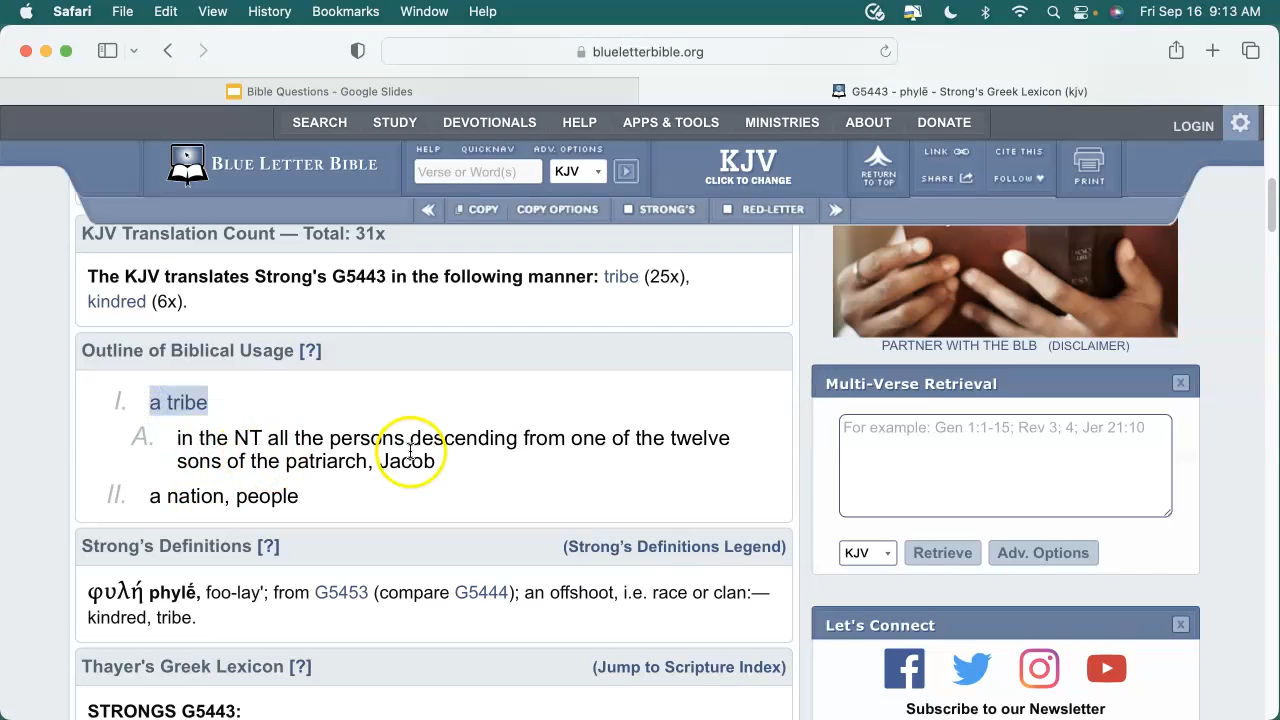 Safari File Edit View History Bookmarks Window Help Fri Sep 16 9:13 AM
blueletterbible.org
Bible Questions - Google Slides G5443 - phylē - Strong's Greek Lexicon (kjv)
SEARCH STUDY DEVOTIONALS HELP APPS & TOOLS MINISTRIES ABOUT DONATE LOGIN
BLUE LETTER BIBLE
HELP QUICKNAV ADV. OPTIONS
Verse or Word(s) KJV
KJV
CLICK TO CHANGE
RETURN
TO TOP
LINK CITE THIS
SHARE FOLLOW
PRINT
COPY COPY OPTIONS STRONG'S RED-LETTER
KJV Translation Count — Total: 31x
The KJV translates Strong's G5443 in the following manner: tribe (25x),
kindred (6x).
Outline of Biblical Usage [?]
I. a tribe
A. in the NT all the persons descending from one of the twelve
sons of the patriarch, Jacob
II. a nation, people
Strong’s Definitions [?] (Strong’s Definitions Legend)
φυλή phylḗ, foo-lay'; from G5453 (compare G5444); an offshoot, i.e. race or clan:—
kindred, tribe.
Thayer's Greek Lexicon [?] (Jump to Scripture Index)
STRONGS G5443:
PARTNER WITH THE BLB (DISCLAIMER)
Multi-Verse Retrieval X
For example: Gen 1:1-15; Rev 3; 4; Jer 21:10
KJV Retrieve Adv. Options
Let's Connect X
Subscribe to our Newsletter